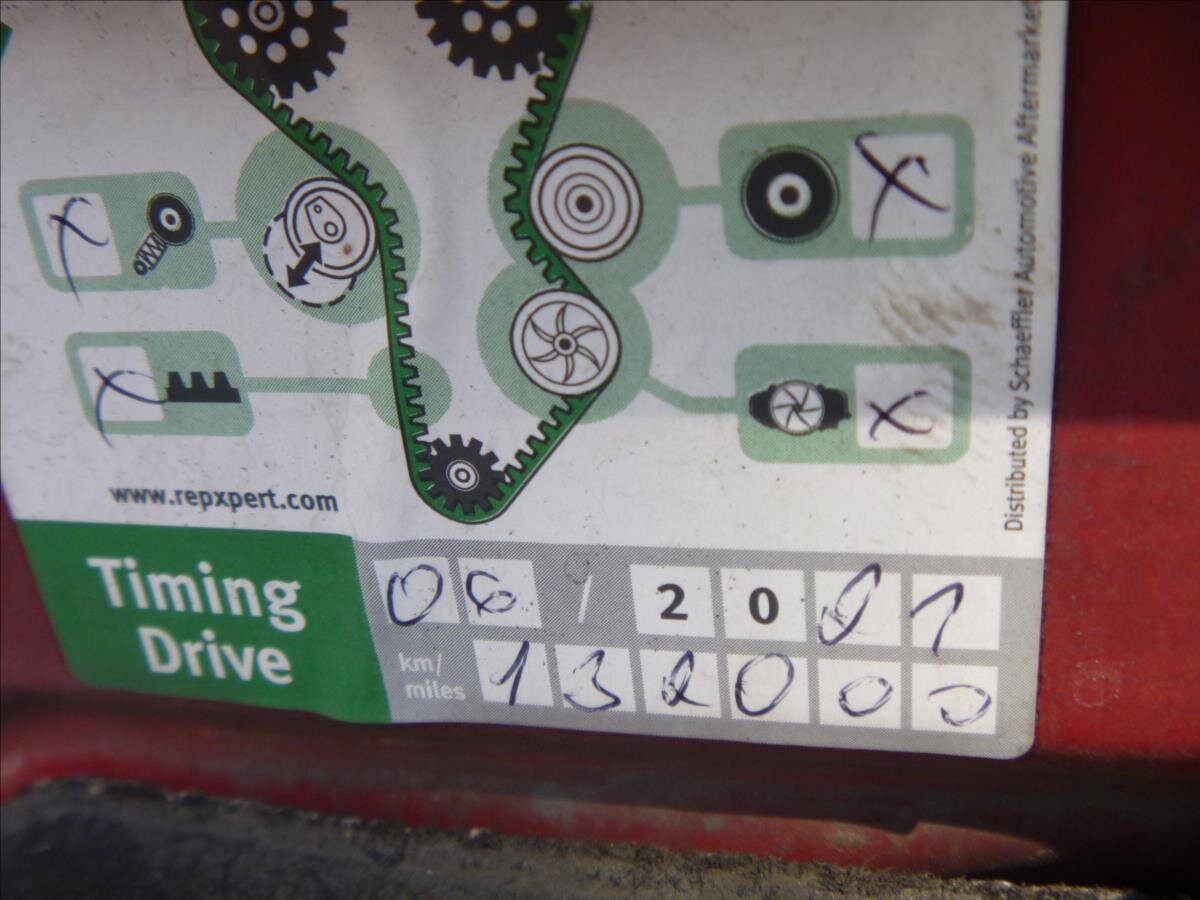 X X
X X
Distributed by Schaeffler Automotive Aftermarket
www.repxpert.com
Timing
Drive
06 / 2001
km/
miles
132000